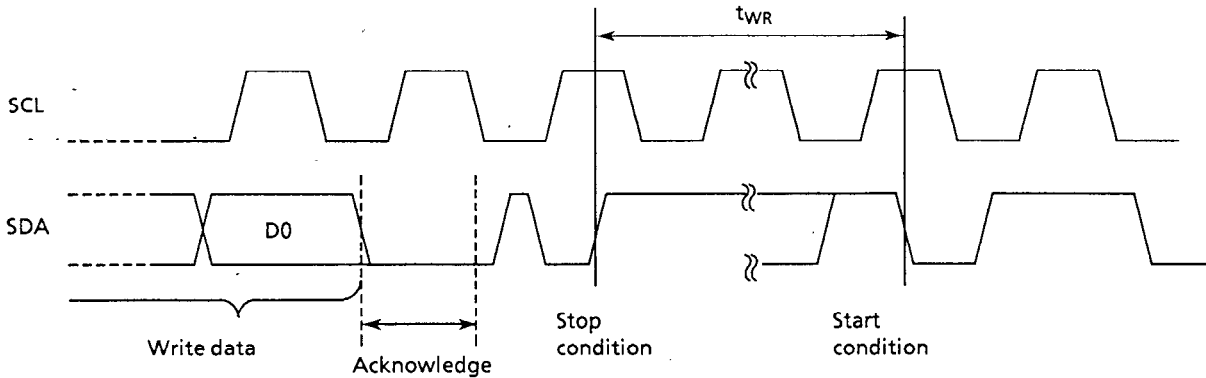 tWR
SCL
SDA
D0
Write data
Acknowledge
Stop
condition
Start
condition